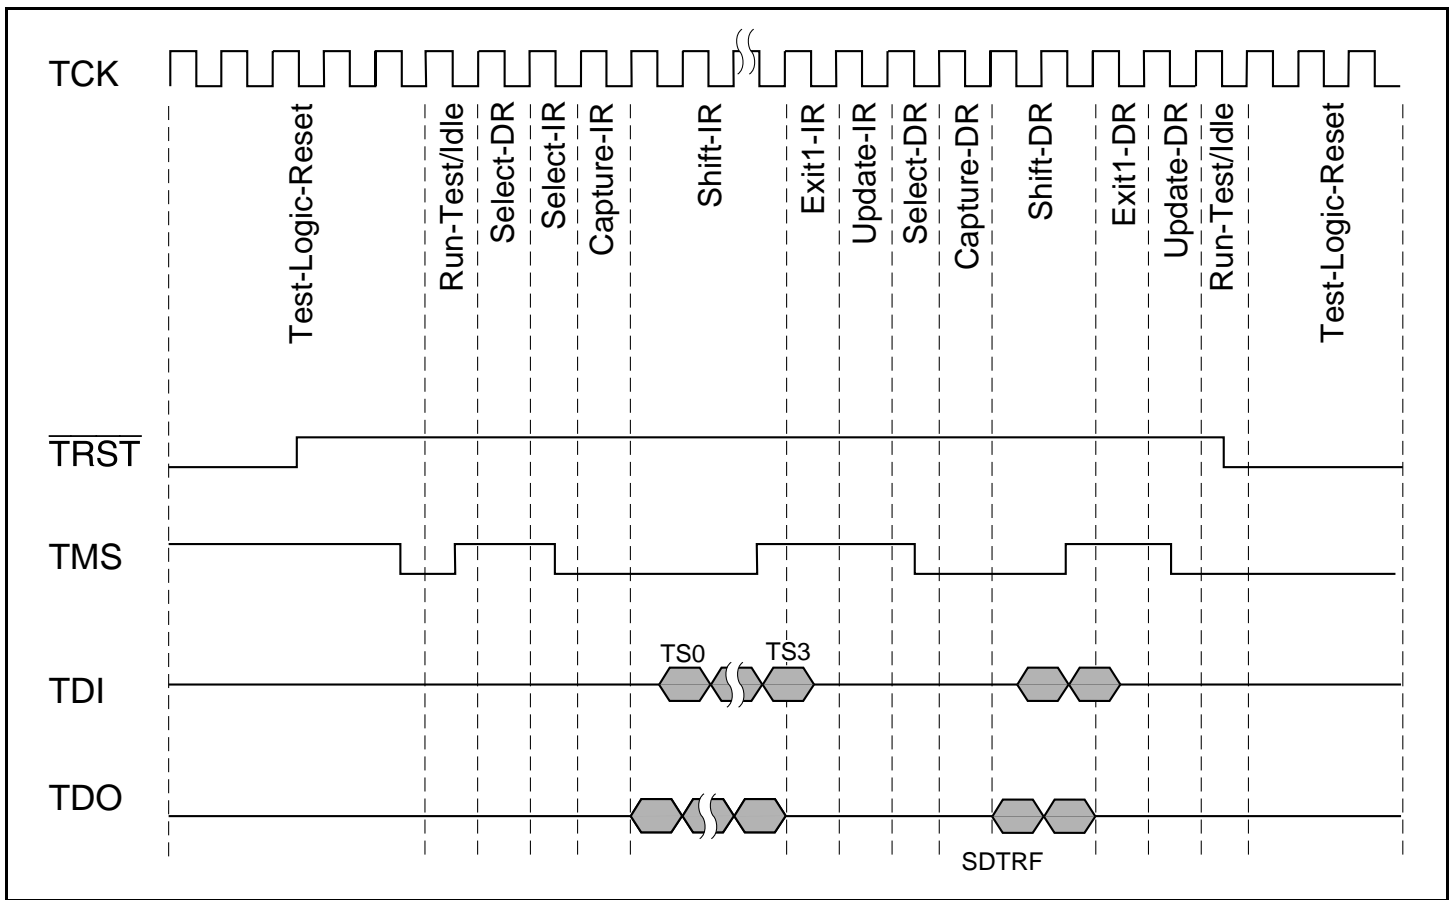 TCK
Test-Logic-Reset
Run-Test/Idle
Select-DR
Select-IR
Capture-IR
Shift-IR
Exit1-IR
Update-IR
Select-DR
Capture-DR
Shift-DR
Exit1-DR
Update-DR
Run-Test/Idle
Test-Logic-Reset
TRST
TMS
TS0
TS3
TDI
TDO
SDTRF